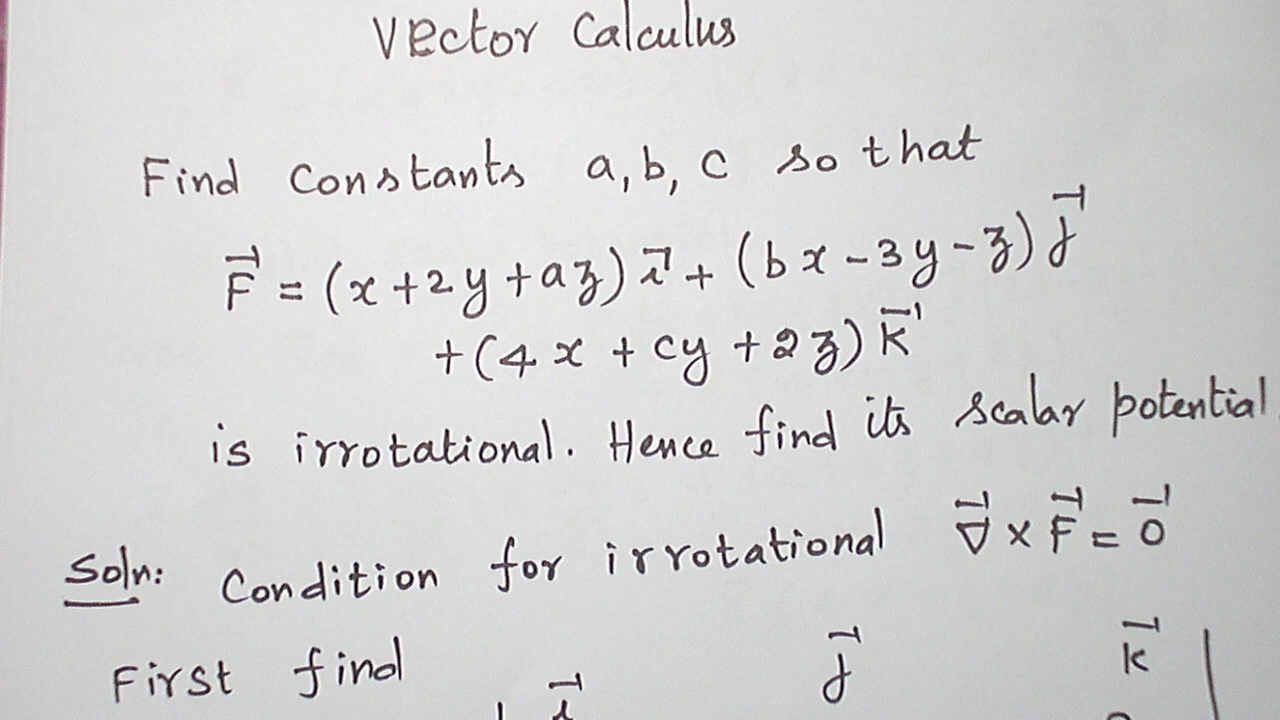 Vector Calculus
Find constants a, b, c so that
F⃗ = (x + 2y + az) i⃗ + (bx - 3y - z) j⃗
+ (4x + cy + 2z) k⃗
is irrotational. Hence find its scalar potential
Soln: Condition for irrotational ∇⃗ × F⃗ = 0⃗
First find
i⃗ j⃗ k⃗